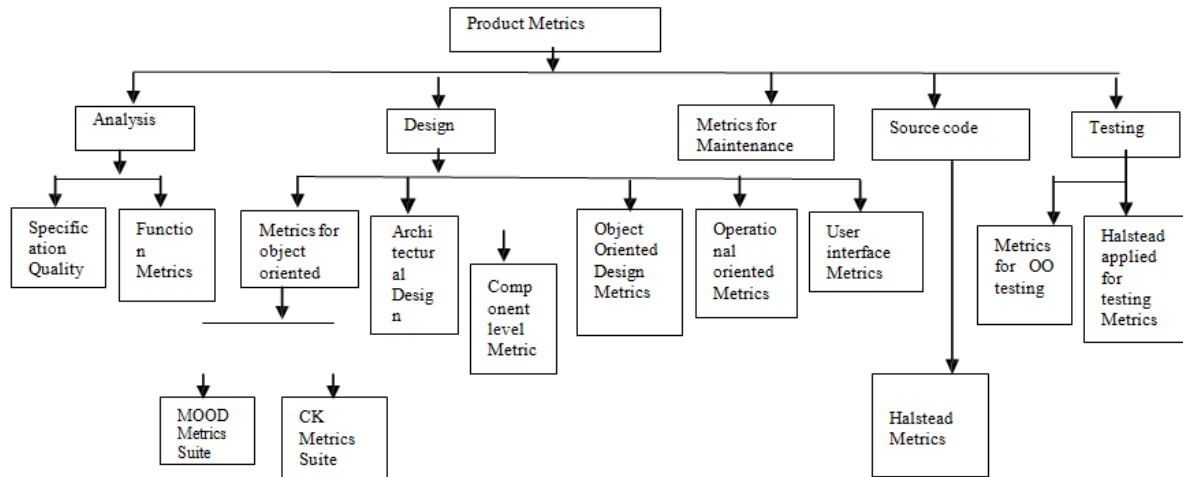 Product Metrics
Analysis
Design
Metrics for
Maintenance
Source code
Testing
Specific
ation
Quality
Functio
n
Metrics
Metrics for
object
oriented
Archi
tectural
Desig
n
Comp
onent
level
Metric
Object
Oriented
Design
Metrics
Operatio
nal
oriented
Metrics
User
interface
Metrics
Metrics
for OO
testing
Halstead
applied
for
testing
Metrics
MOOD
Metrics
Suite
CK
Metrics
Suite
Halstead
Metrics